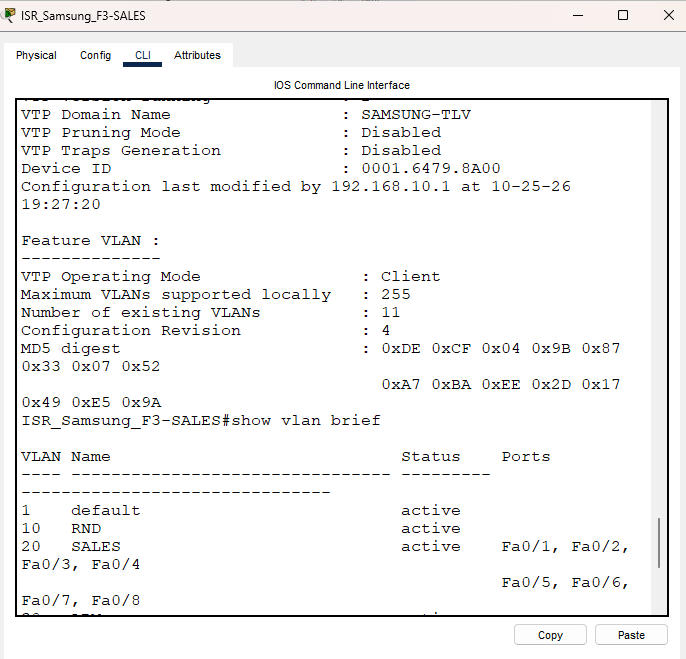 ISR_Samsung_F3-SALES
Physical Config CLI Attributes
IOS Command Line Interface
VTP Domain Name : SAMSUNG-TLV
VTP Pruning Mode : Disabled
VTP Traps Generation : Disabled
Device ID : 0001.6479.8A00
Configuration last modified by 192.168.10.1 at 10-25-26
19:27:20
Feature VLAN :
--------------
VTP Operating Mode : Client
Maximum VLANs supported locally : 255
Number of existing VLANs : 11
Configuration Revision : 4
MD5 digest : 0xDE 0xCF 0x04 0x9B 0x87
0x33 0x07 0x52
0xA7 0xBA 0xEE 0x2D 0x17
0x49 0xE5 0x9A
ISR_Samsung_F3-SALES#show vlan brief
VLAN Name Status Ports
---- -------------------------------- ---------
-------------------------------
1 default active
10 RND active
20 SALES active Fa0/1, Fa0/2,
Fa0/3, Fa0/4
Fa0/5, Fa0/6,
Fa0/7, Fa0/8
Copy Paste